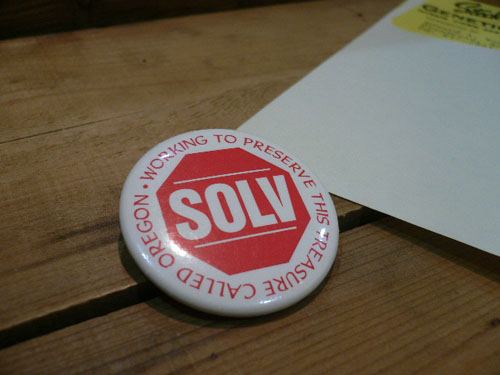 SOLV
• WORKING TO PRESERVE THIS TREASURE CALLED OREGON